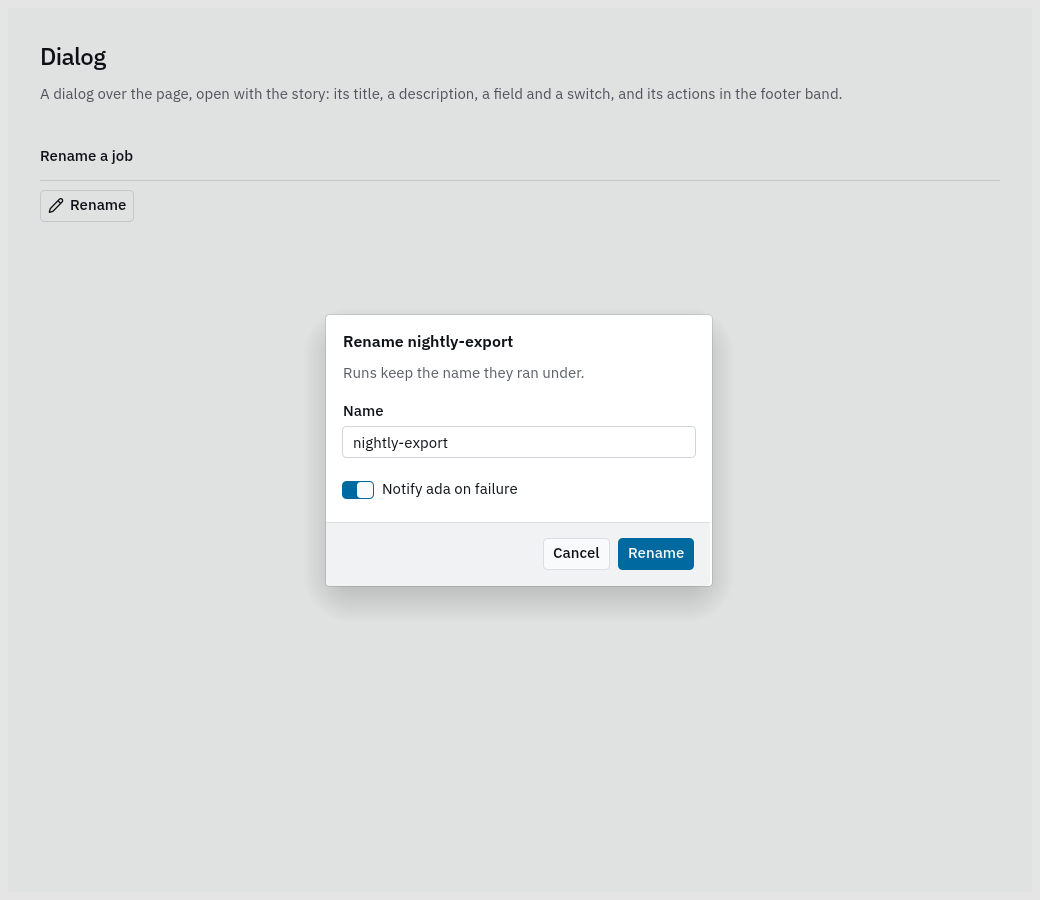 Dialog
A dialog over the page, open with the story: its title, a description, a field and a switch, and its actions in the footer band.
Rename a job
Rename
Rename nightly-export
Runs keep the name they ran under.
Name
nightly-export
Notify ada on failure
Cancel
Rename